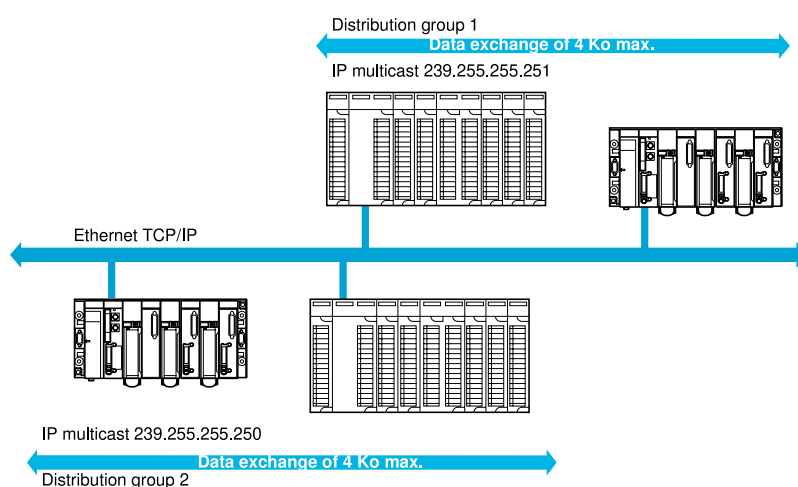 Distribution group 1
Data exchange of 4 Ko max.
IP multicast 239.255.255.251
Ethernet TCP/IP
IP multicast 239.255.255.250
Data exchange of 4 Ko max.
Distribution group 2